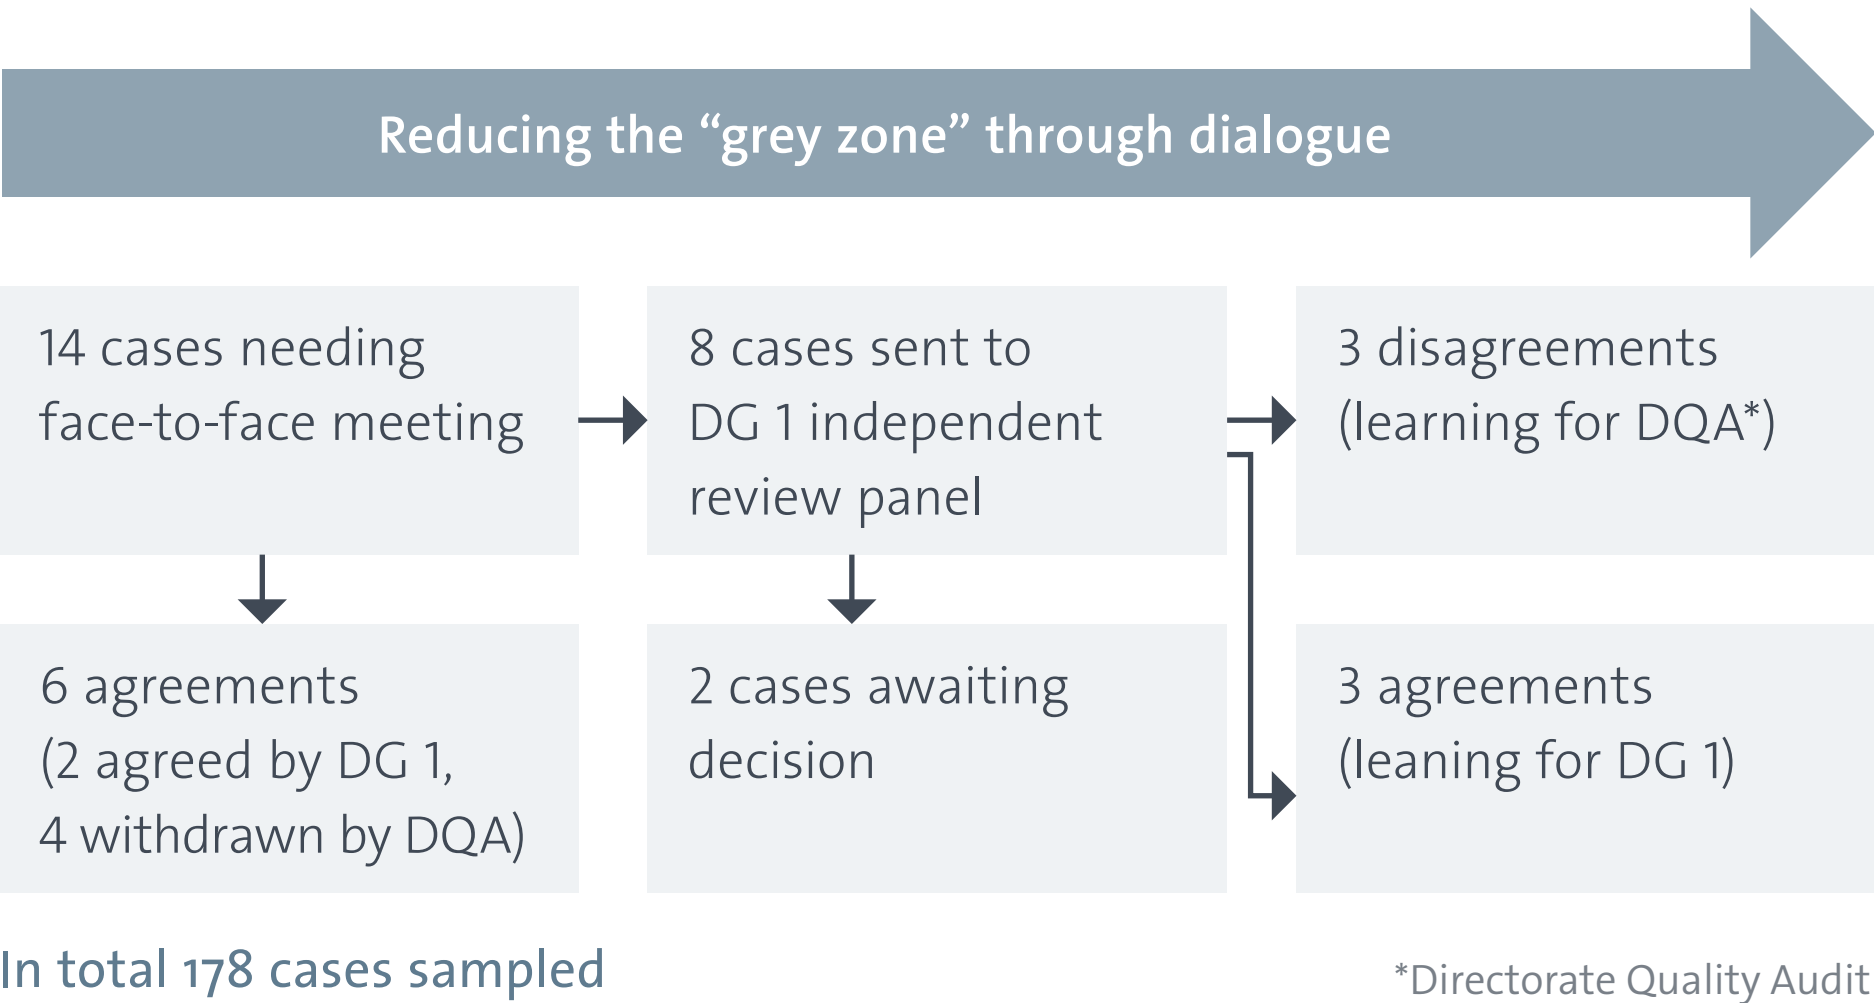 Reducing the “grey zone” through dialogue
14 cases needing
face-to-face meeting
8 cases sent to
DG 1 independent
review panel
3 disagreements
(learning for DQA*)
6 agreements
(2 agreed by DG 1,
4 withdrawn by DQA)
2 cases awaiting
decision
3 agreements
(leaning for DG 1)
In total 178 cases sampled
*Directorate Quality Audit